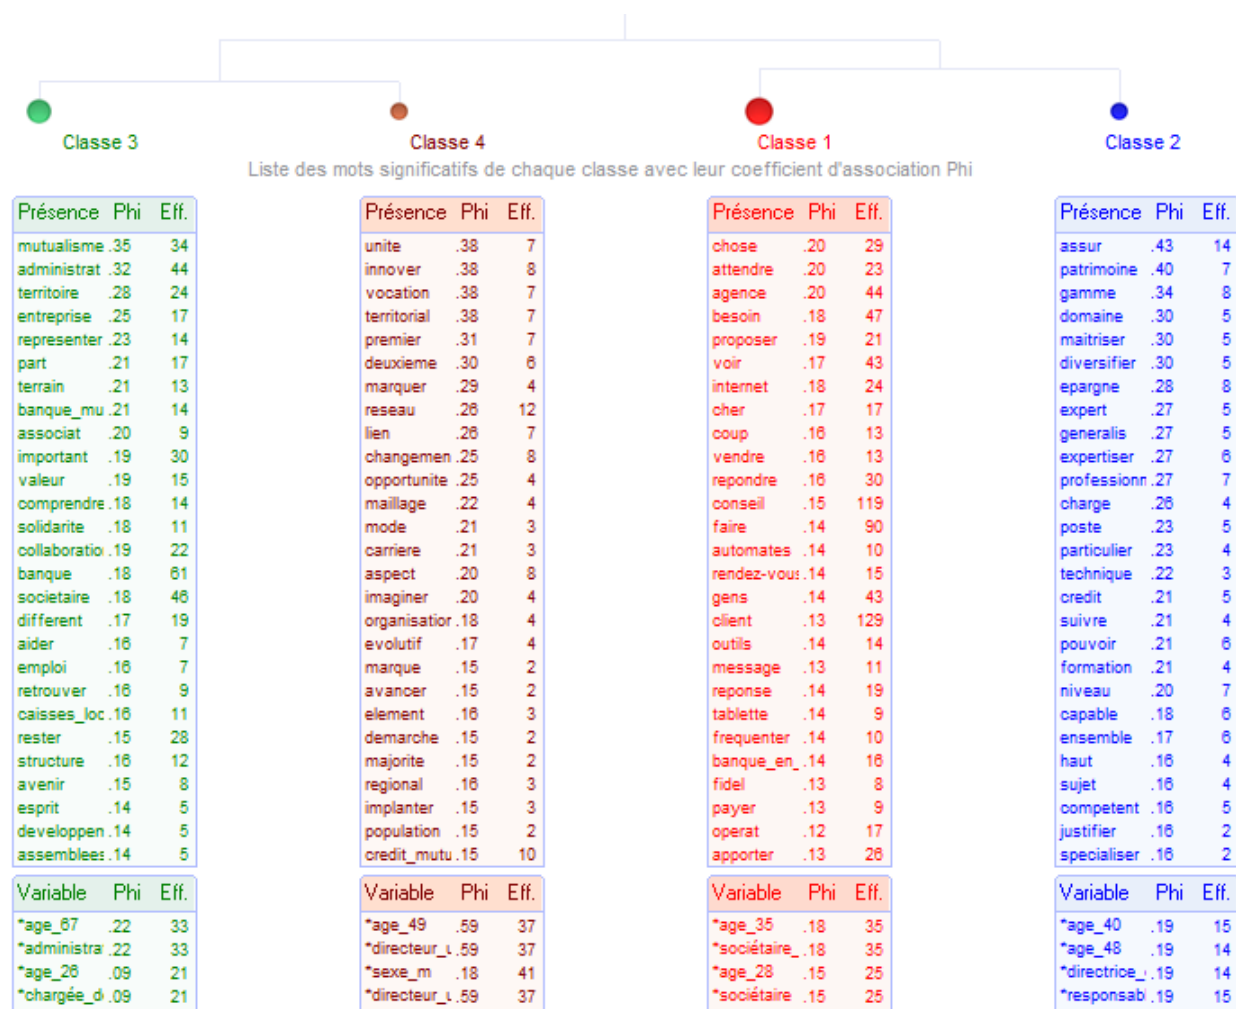 Classe 3 Classe 4 Classe 1 Classe 2
Liste des mots significatifs de chaque classe avec leur coefficient d'association Phi
Présence Phi Eff.
mutualisme .35 34
administrat .32 44
territoire .28 24
entreprise .25 17
representer .23 14
part .21 17
terrain .21 13
banque_mu .21 14
associat .20 9
important .19 30
valeur .19 15
comprendre .18 14
solidarite .18 11
collaboratio .19 22
banque .18 61
societaire .18 46
different .17 19
aider .16 7
emploi .16 7
retrouver .16 9
caisses_loc .16 11
rester .15 28
structure .16 12
avenir .15 8
esprit .14 5
developpen .14 5
assemblees .14 5
Variable Phi Eff.
*age_67 .22 33
*administra .22 33
*age_26 .09 21
*chargée_d .09 21
Présence Phi Eff.
unite .38 7
innover .38 8
vocation .38 7
territorial .38 7
premier .31 7
deuxieme .30 6
marquer .29 4
reseau .26 12
lien .26 7
changemen .25 8
opportunite .25 4
maillage .22 4
mode .21 3
carriere .21 3
aspect .20 8
imaginer .20 4
organisation .18 4
evolutif .17 4
marque .15 2
avancer .15 2
element .16 3
demarche .15 2
majorite .15 2
regional .16 3
implanter .15 3
population .15 2
credit_mutu .15 10
Variable Phi Eff.
*age_49 .59 37
*directeur_u .59 37
*sexe_m .18 41
*directeur_u .59 37
Présence Phi Eff.
chose .20 29
attendre .20 23
agence .20 44
besoin .18 47
proposer .19 21
voir .17 43
internet .18 24
cher .17 17
coup .16 13
vendre .16 13
repondre .16 30
conseil .15 119
faire .14 90
automates .14 10
rendez-vous .14 15
gens .14 43
client .13 129
outils .14 14
message .13 11
reponse .14 19
tablette .14 9
frequenter .14 10
banque_en_ .14 16
fidel .13 8
payer .13 9
operat .12 17
apporter .13 26
Variable Phi Eff.
*age_35 .18 35
*sociétaire_ .18 35
*age_28 .15 25
*sociétaire .15 25
Présence Phi Eff.
assur .43 14
patrimoine .40 7
gamme .34 8
domaine .30 5
maitriser .30 5
diversifier .30 5
epargne .28 8
expert .27 5
generalis .27 5
expertiser .27 6
professionn .27 7
charge .26 4
poste .23 5
particulier .23 4
technique .22 3
credit .21 5
suivre .21 4
pouvoir .21 6
formation .21 4
niveau .20 7
capable .18 6
ensemble .17 6
haut .16 4
sujet .16 4
competent .16 5
justifier .16 2
specialiser .16 2
Variable Phi Eff.
*age_40 .19 15
*age_48 .19 14
*directrice_ .19 14
*responsabl .19 15